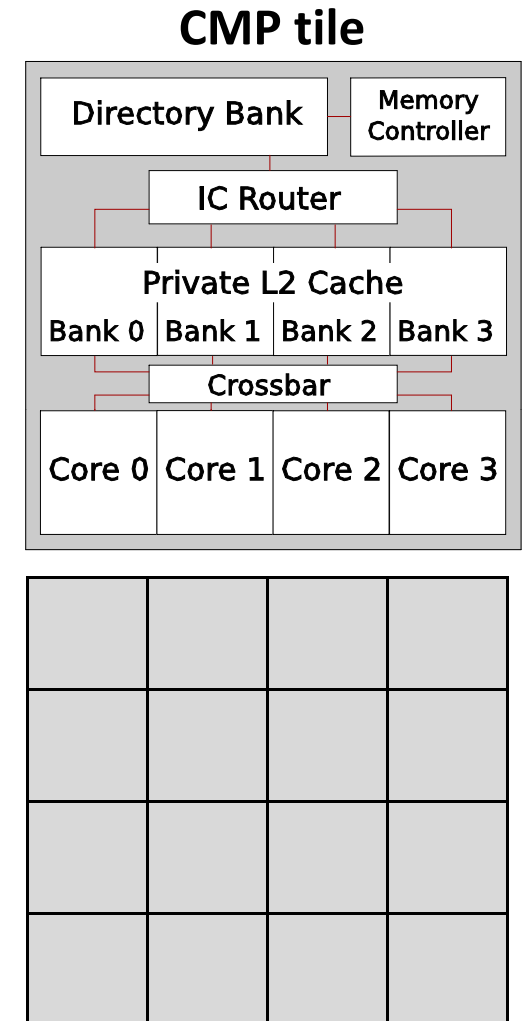 CMP tile
Directory Bank
Memory
Controller
IC Router
Private L2 Cache
Bank 0 Bank 1 Bank 2 Bank 3
Crossbar
Core 0 Core 1 Core 2 Core 3